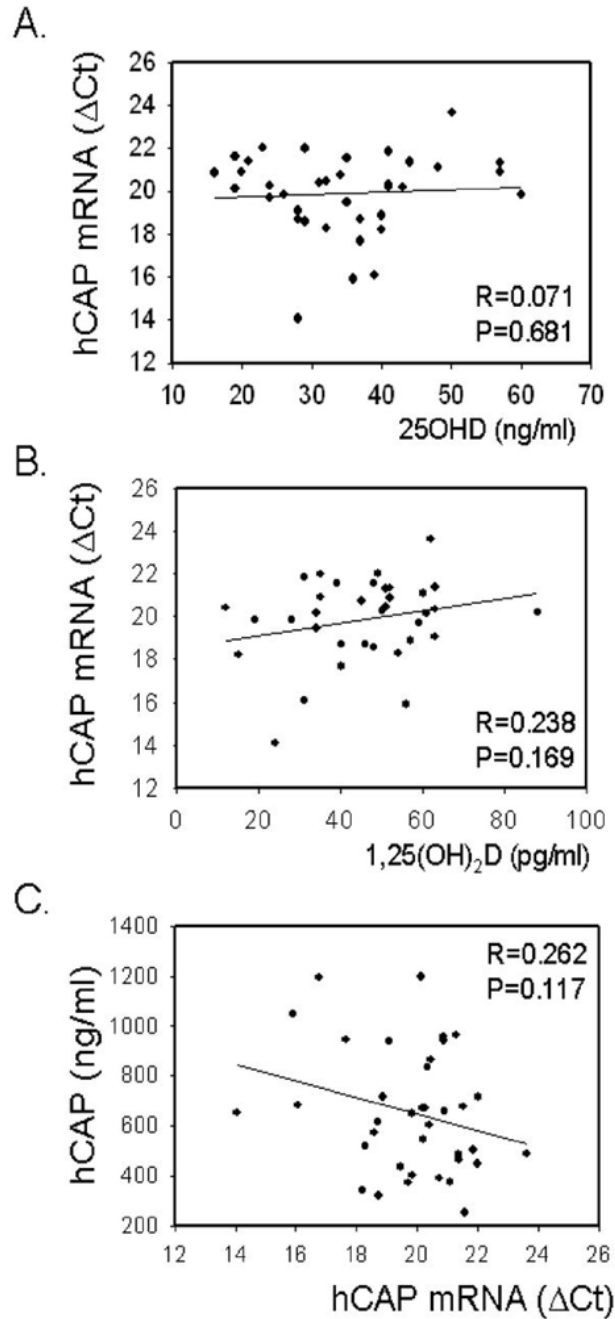 A.
hCAP mRNA (ΔCt)
26
24
22
20
18
16
14
12
R=0.071
P=0.681
10 20 30 40 50 60 70
25OHD (ng/ml)
B.
hCAP mRNA (ΔCt)
26
24
22
20
18
16
14
12
R=0.238
P=0.169
0 20 40 60 80 100
1,25(OH)₂D (pg/ml)
C.
hCAP (ng/ml)
1400
1200
1000
800
600
400
200
R=0.262
P=0.117
12 14 16 18 20 22 24 26
hCAP mRNA (ΔCt)